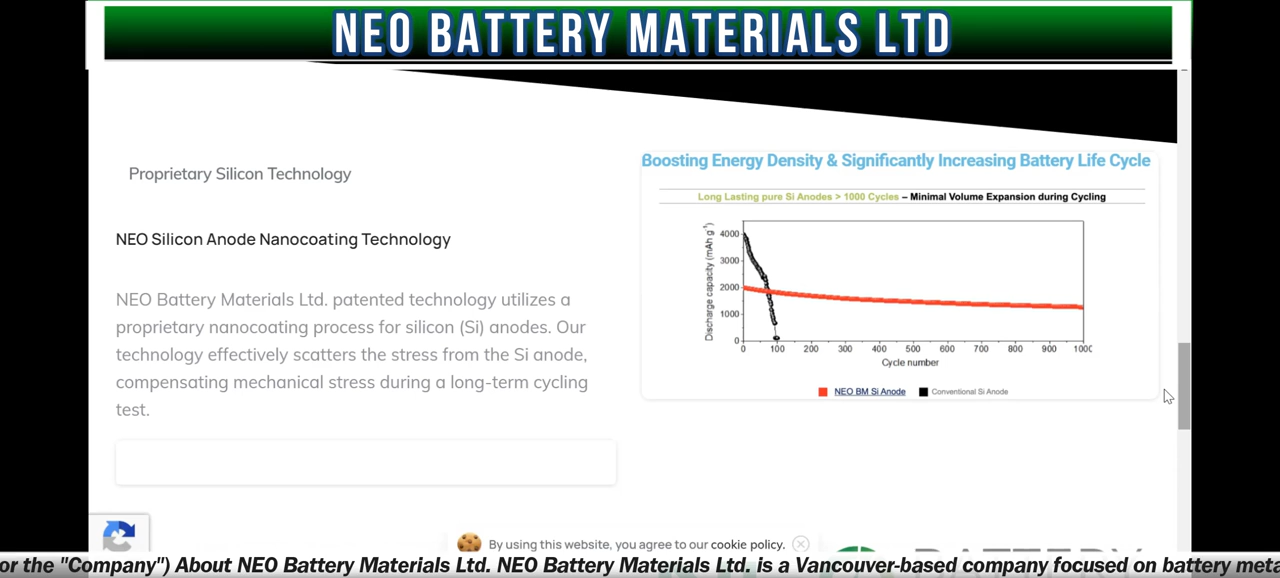 NEO BATTERY MATERIALS LTD
Proprietary Silicon Technology
NEO Silicon Anode Nanocoating Technology
NEO Battery Materials Ltd. patented technology utilizes a
proprietary nanocoating process for silicon (Si) anodes. Our
technology effectively scatters the stress from the Si anode,
compensating mechanical stress during a long-term cycling
test.
Boosting Energy Density & Significantly Increasing Battery Life Cycle
Long Lasting pure Si Anodes > 1000 Cycles – Minimal Volume Expansion during Cycling
Discharge capacity (mAh g⁻¹)
4000
3000
2000
1000
0
0 100 200 300 400 500 600 700 800 900 1000
Cycle number
NEO BM Si Anode Conventional Si Anode
By using this website, you agree to our cookie policy.
or the "Company") About NEO Battery Materials Ltd. NEO Battery Materials Ltd. is a Vancouver-based company focused on battery meta